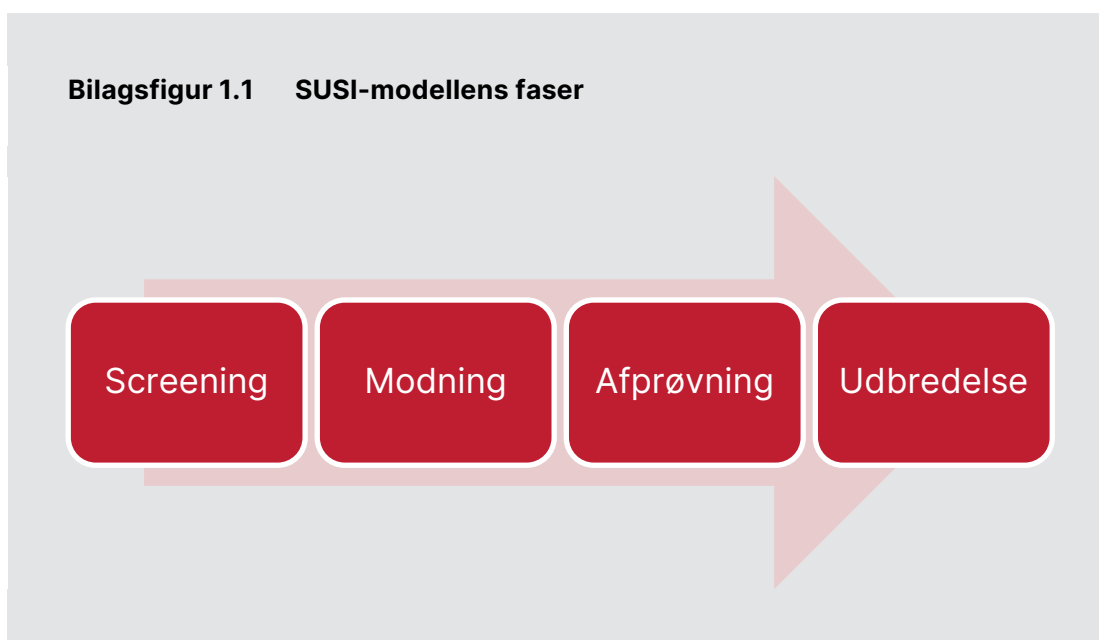 Bilagsfigur 1.1 SUSI-modellens faser
Screening
Modning
Afprøvning
Udbredelse